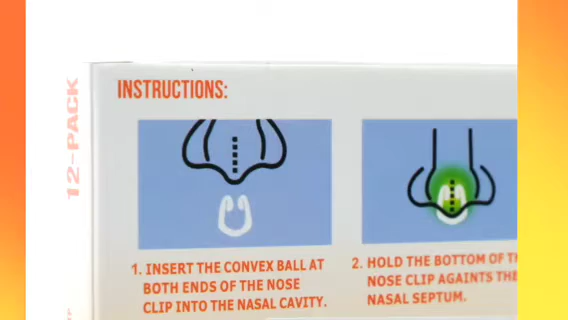 INSTRUCTIONS:
12-PACK
1. INSERT THE CONVEX BALL AT
BOTH ENDS OF THE NOSE
CLIP INTO THE NASAL CAVITY.
2. HOLD THE BOTTOM OF
NOSE CLIP AGAINTS THE
NASAL SEPTUM.